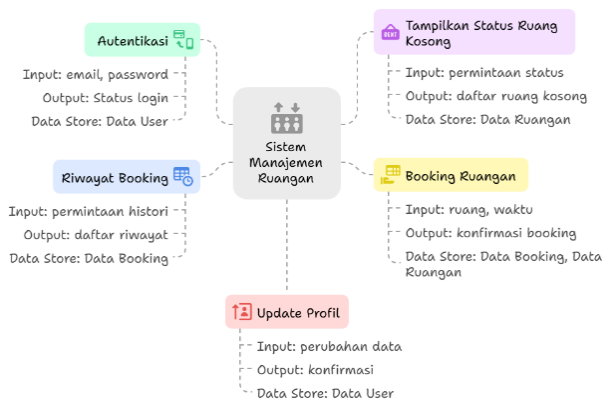 Autentikasi
Input: email, password
Output: Status login
Data Store: Data User
Tampilkan Status Ruang
Kosong
RENT
Input: permintaan status
Output: daftar ruang kosong
Data Store: Data Ruangan
Sistem
Manajemen
Ruangan
Riwayat Booking
Input: permintaan histori
Output: daftar riwayat
Data Store: Data Booking
Booking Ruangan
Input: ruang, waktu
Output: konfirmasi booking
Data Store: Data Booking, Data
Ruangan
Update Profil
Input: perubahan data
Output: konfirmasi
Data Store: Data User